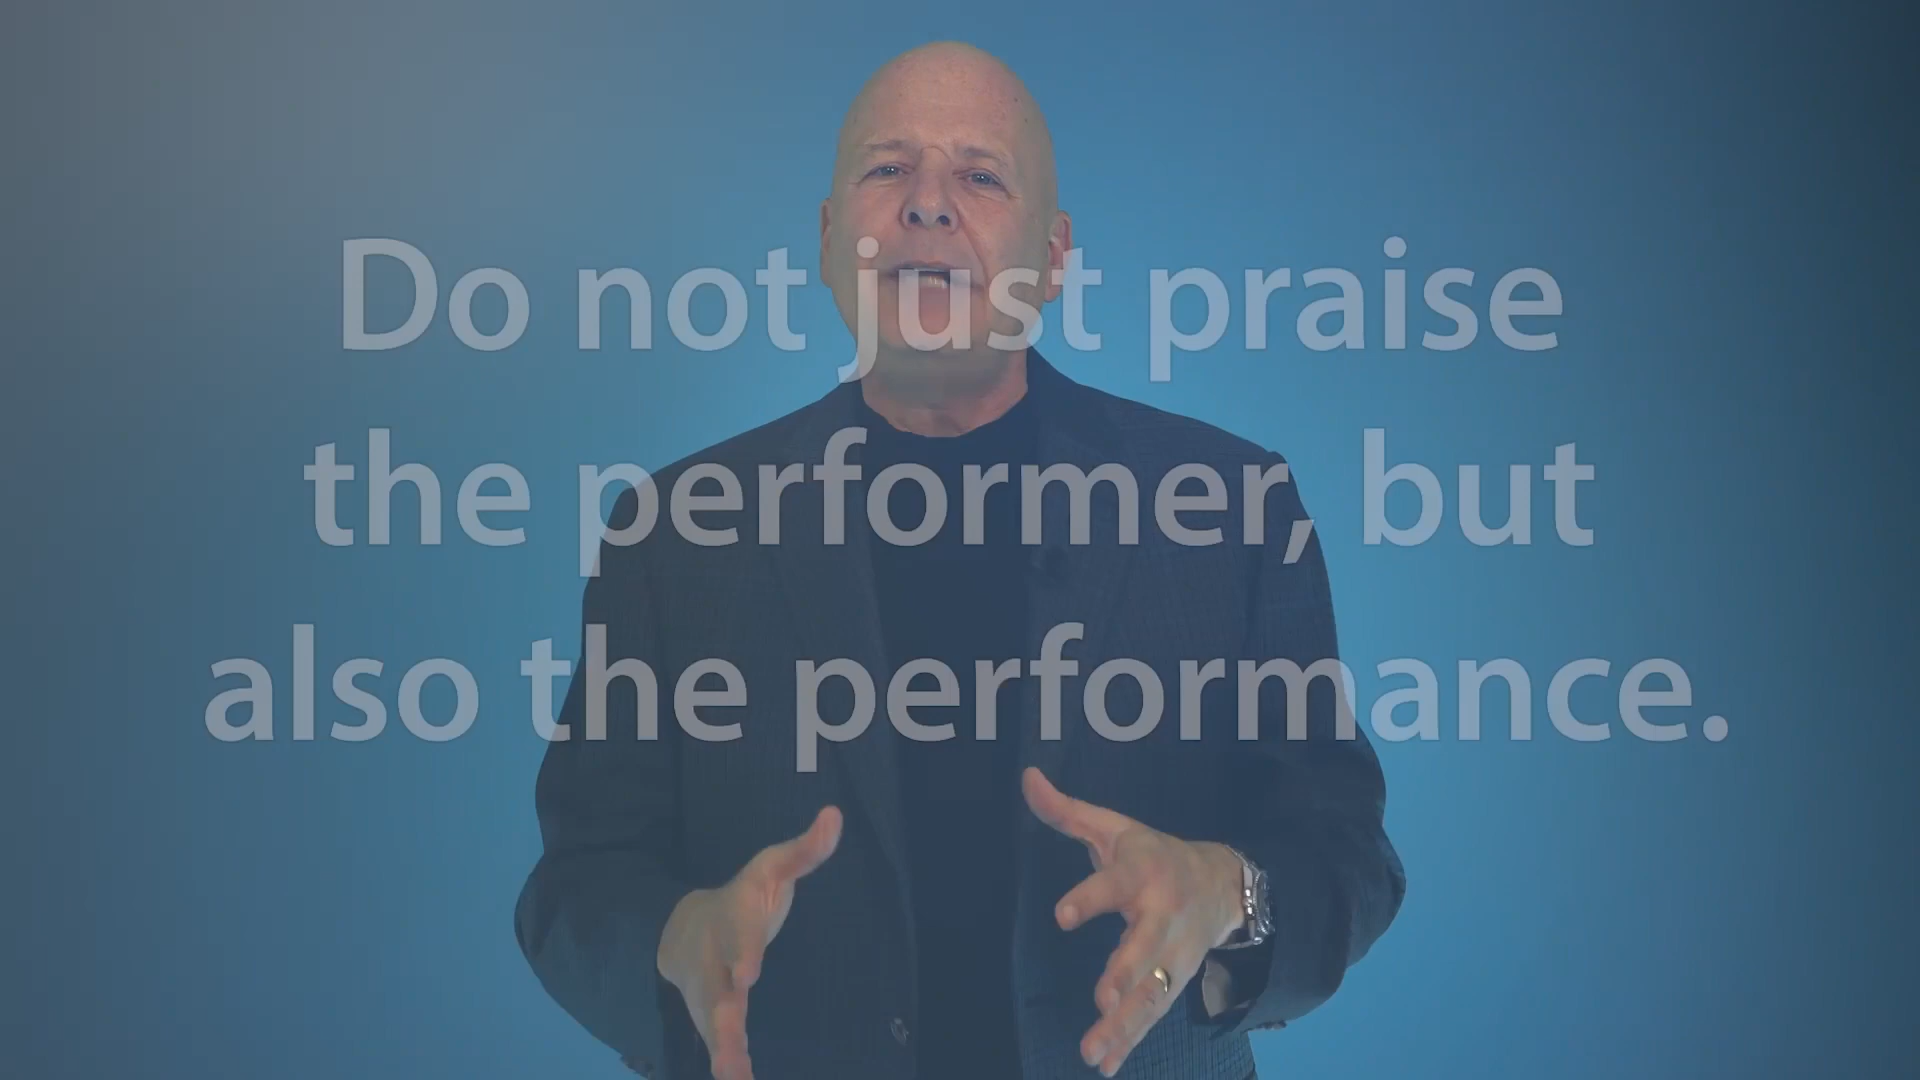 Do not just praise
the performer, but
also the performance.